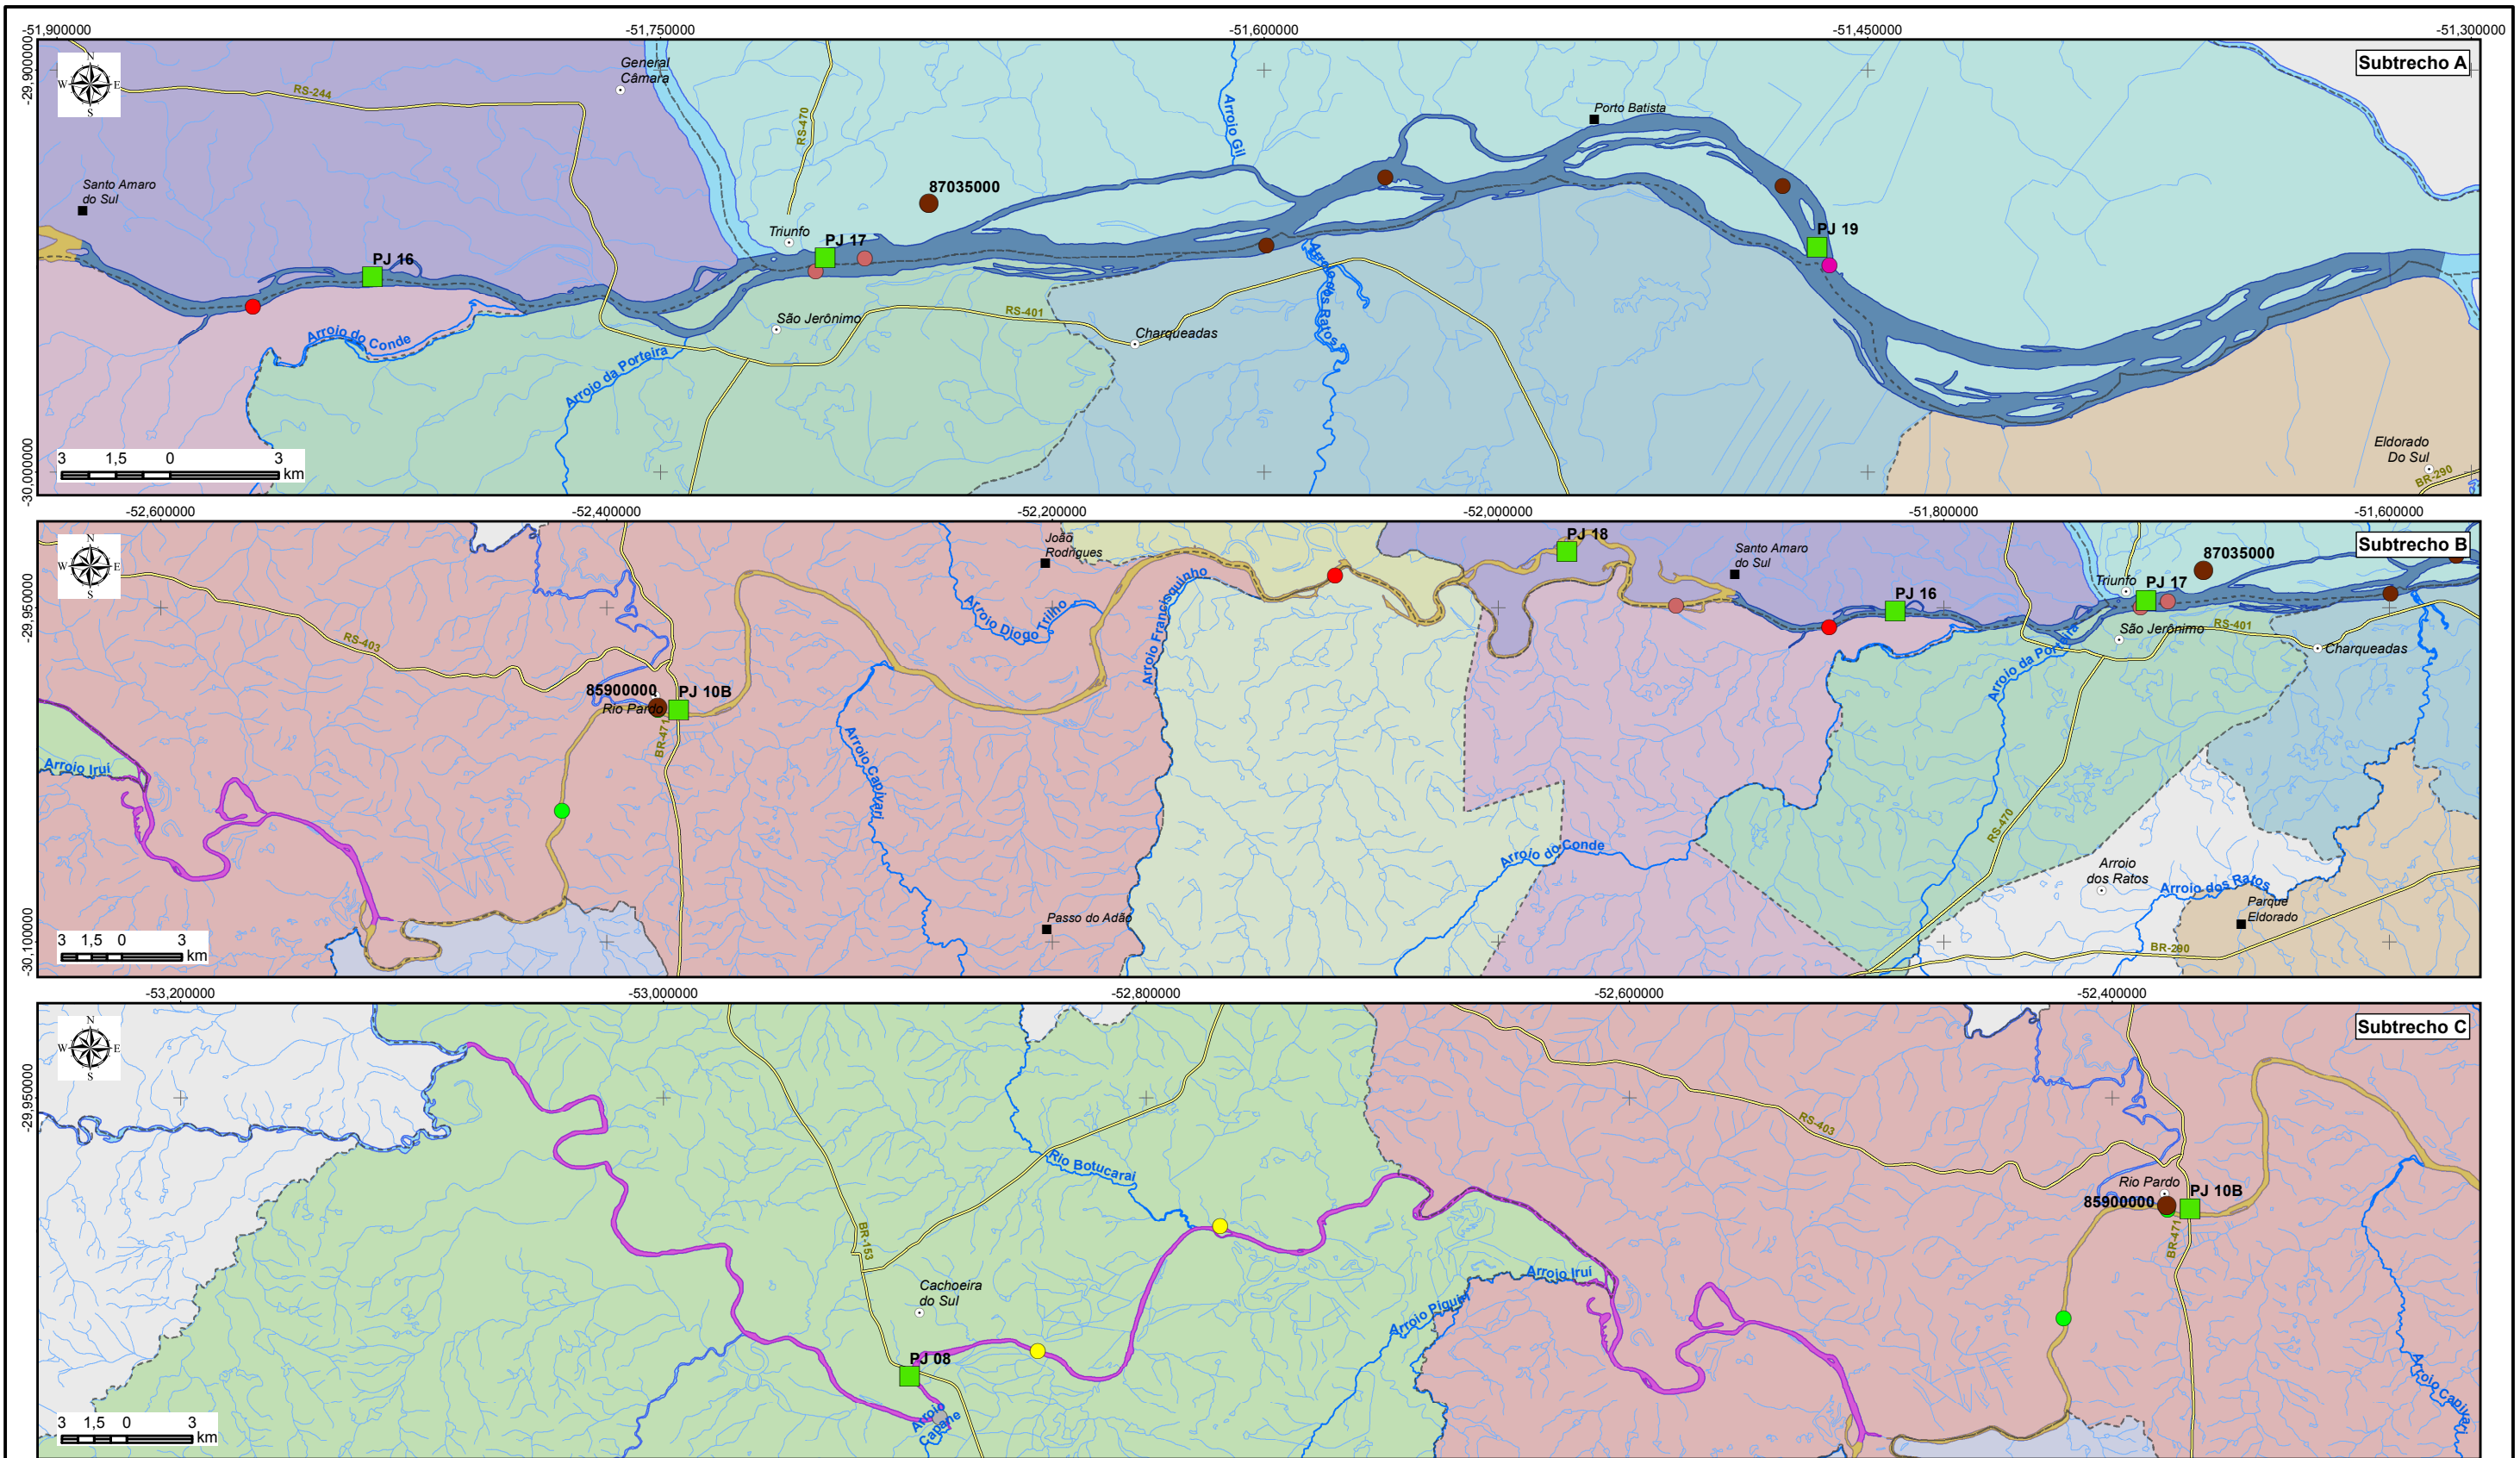 -51,900000
-51,750000
-51,600000
-51,450000
-51,300000
-29,900000
-30,000000
Subtrecho A
N
W
E
S
General
Câmara
RS-244
RS-470
Arroio Gil
Porto Batista
Santo Amaro
do Sul
87035000
Triunfo
PJ 17
PJ 19
PJ 16
Arroio do Conde
Arroio da Porteira
São Jerônimo
RS-401
Charqueadas
Arroio dos Ratos
Eldorado
Do Sul
BR-290
3
1,5
0
3
km
-52,600000
-52,400000
-52,200000
-52,000000
-51,800000
-51,600000
-29,950000
-30,100000
Subtrecho B
N
W
E
S
João
Rodrigues
PJ 18
Santo Amaro
do Sul
87035000
Triunfo
PJ 17
PJ 16
RS-403
Arroio Diogo Trilho
Arroio Francisquinho
São Jerônimo
RS-401
Charqueadas
Arroio da Porteira
85900000
Rio Pardo
PJ 10B
BR-471
Arroio Capivari
Arroio Irui
Arroio do Conde
RS-470
Arroio
dos Ratos
Arroio dos Ratos
Parque
Eldorado
Passo do Adão
BR-290
3
1,5
0
3
km
-53,200000
-53,000000
-52,800000
-52,600000
-52,400000
-29,950000
Subtrecho C
N
W
E
S
RS-403
Rio Botucarai
Rio Pardo
85900000
PJ 10B
BR-471
BR-153
Cachoeira
do Sul
Arroio Irui
Arroio Piquiri
PJ 08
Arroio
Capane
Arroio Capivari
3
1,5
0
3
km